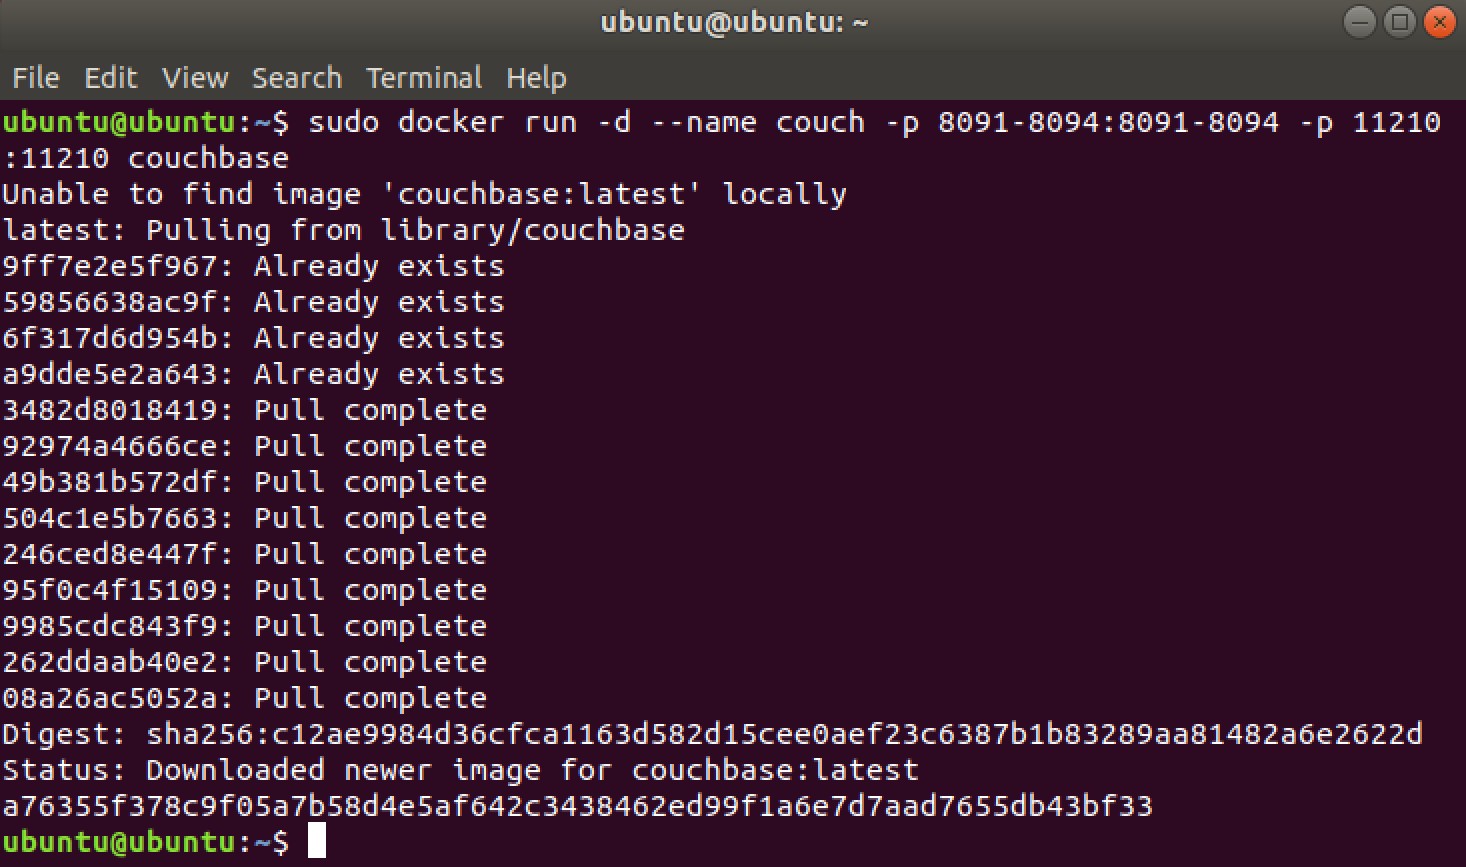 ubuntu@ubuntu: ~
File Edit View Search Terminal Help
ubuntu@ubuntu:~$ sudo docker run -d --name couch -p 8091-8094:8091-8094 -p 11210
:11210 couchbase
Unable to find image 'couchbase:latest' locally
latest: Pulling from library/couchbase
9ff7e2e5f967: Already exists
59856638ac9f: Already exists
6f317d6d954b: Already exists
a9dde5e2a643: Already exists
3482d8018419: Pull complete
92974a4666ce: Pull complete
49b381b572df: Pull complete
504c1e5b7663: Pull complete
246ced8e447f: Pull complete
95f0c4f15109: Pull complete
9985cdc843f9: Pull complete
262ddaab40e2: Pull complete
08a26ac5052a: Pull complete
Digest: sha256:c12ae9984d36cfca1163d582d15cee0aef23c6387b1b83289aa81482a6e2622d
Status: Downloaded newer image for couchbase:latest
a76355f378c9f05a7b58d4e5af642c3438462ed99f1a6e7d7aad7655db43bf33
ubuntu@ubuntu:~$